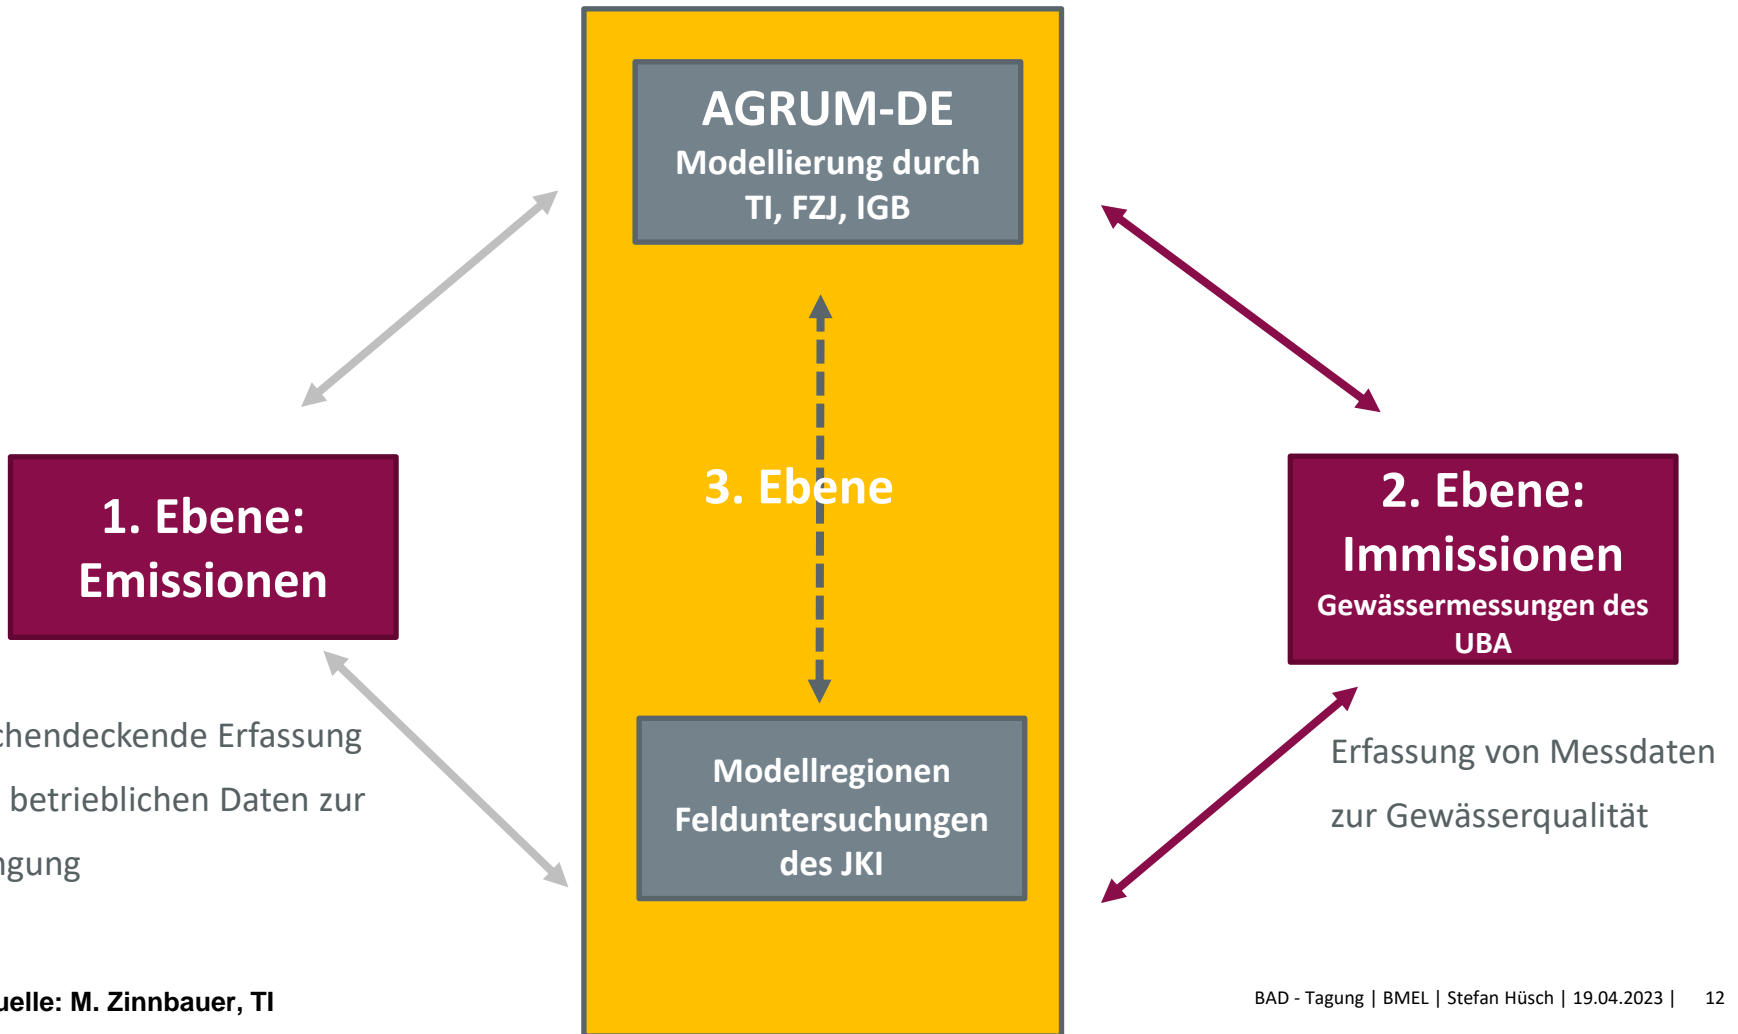 AGRUM-DE
Modellierung durch
TI, FZJ, IGB
3. Ebene
1. Ebene:
Emissionen
2. Ebene:
Immissionen
Gewässermessungen des
UBA
chendeckende Erfassung
betrieblichen Daten zur
ngung
Modellregionen
Felduntersuchungen
des JKI
Erfassung von Messdaten
zur Gewässerqualität
uelle: M. Zinnbauer, TI
BAD - Tagung | BMEL | Stefan Hüsch | 19.04.2023 | 12